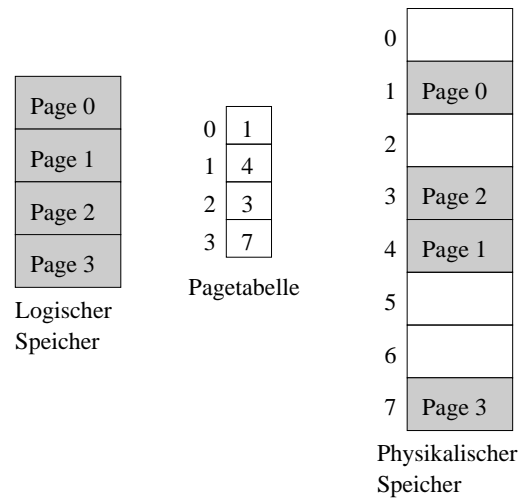 Page 0
Page 1
Page 2
Page 3
Logischer
Speicher
0 1
1 4
2 3
3 7
Pagetabelle
0
1 Page 0
2
3 Page 2
4 Page 1
5
6
7 Page 3
Physikalischer
Speicher